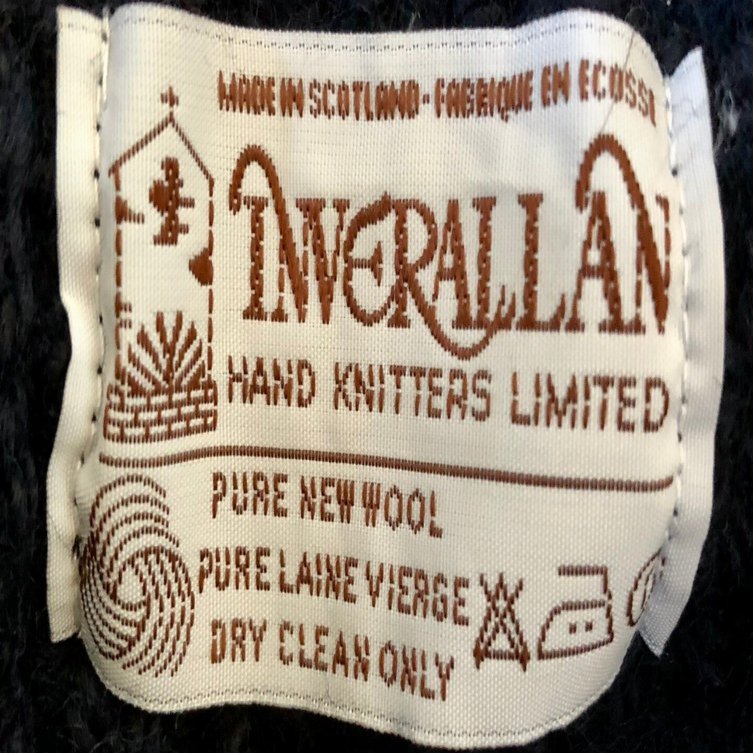 MADE IN SCOTLAND - FABRIQUE EN ECOSSE
INVERALLAN
HAND KNITTERS LIMITED
PURE NEW WOOL
PURE LAINE VIERGE
DRY CLEAN ONLY